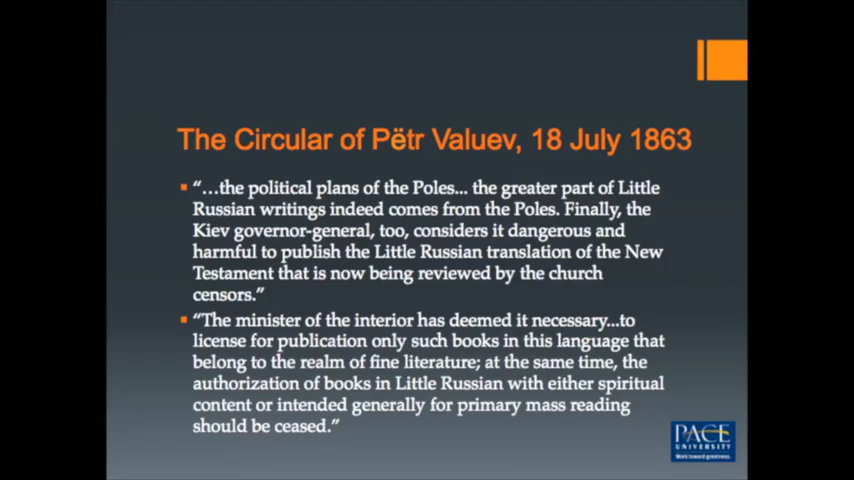 The Circular of Pëtr Valuev, 18 July 1863
“...the political plans of the Poles... the greater part of Little
Russian writings indeed comes from the Poles. Finally, the
Kiev governor-general, too, considers it dangerous and
harmful to publish the Little Russian translation of the New
Testament that is now being reviewed by the church
censors.”
“The minister of the interior has deemed it necessary...to
license for publication only such books in this language that
belong to the realm of fine literature; at the same time, the
authorization of books in Little Russian with either spiritual
content or intended generally for primary mass reading
should be ceased.”
PACE
UNIVERSITY
Work toward greatness.